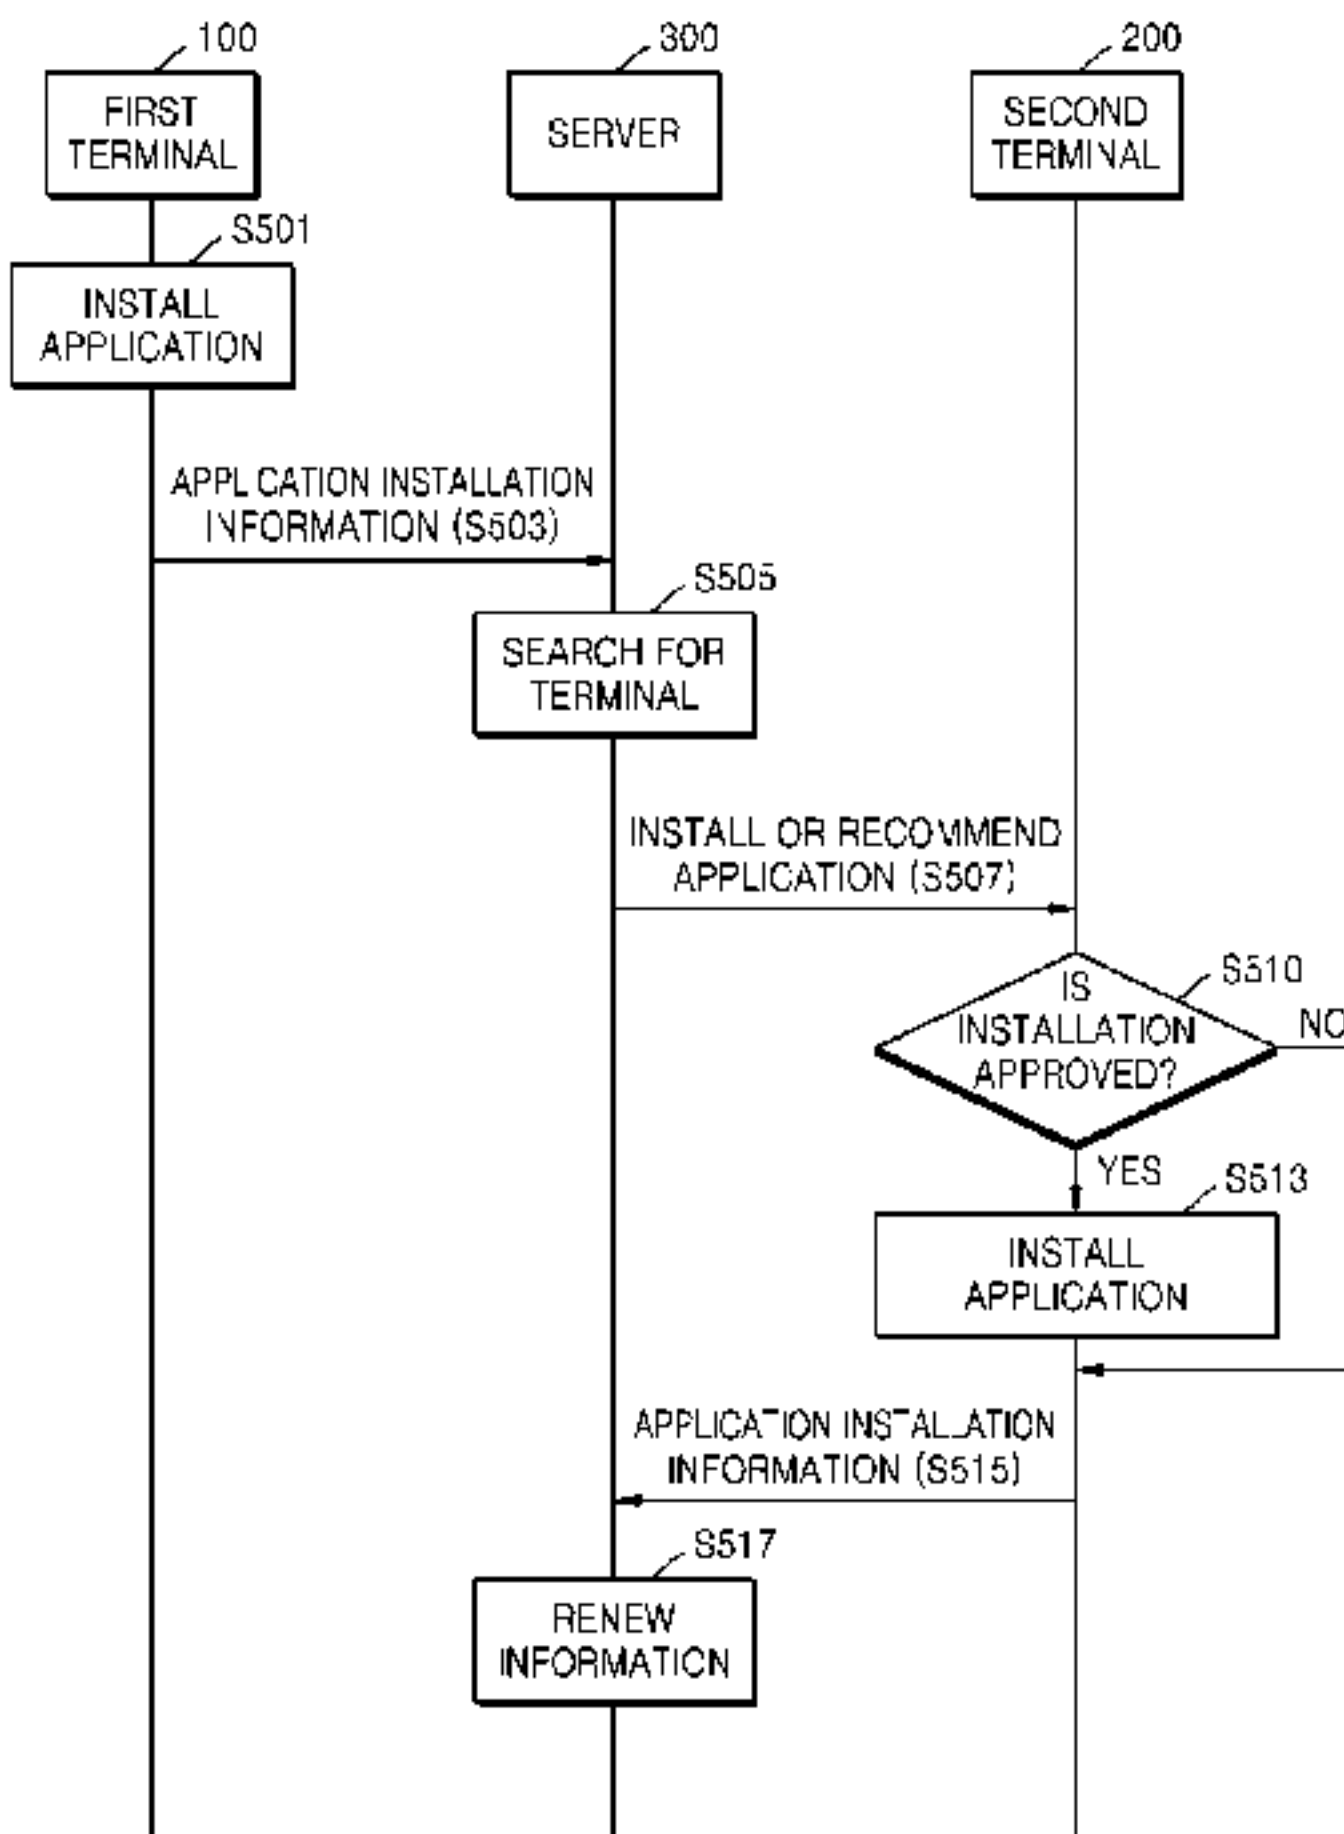 100
300
200
FIRST
TERMINAL
SERVER
SECOND
TERMINAL
S501
INSTALL
APPLICATION
APPLICATION INSTALLATION
INFORMATION (S503)
S505
SEARCH FOR
TERMINAL
INSTALL OR RECOMMEND
APPLICATION (S507)
S510
IS
INSTALLATION
APPROVED?
NO
YES
S513
INSTALL
APPLICATION
APPLICATION INSTALLATION
INFORMATION (S515)
S517
RENEW
INFORMATION